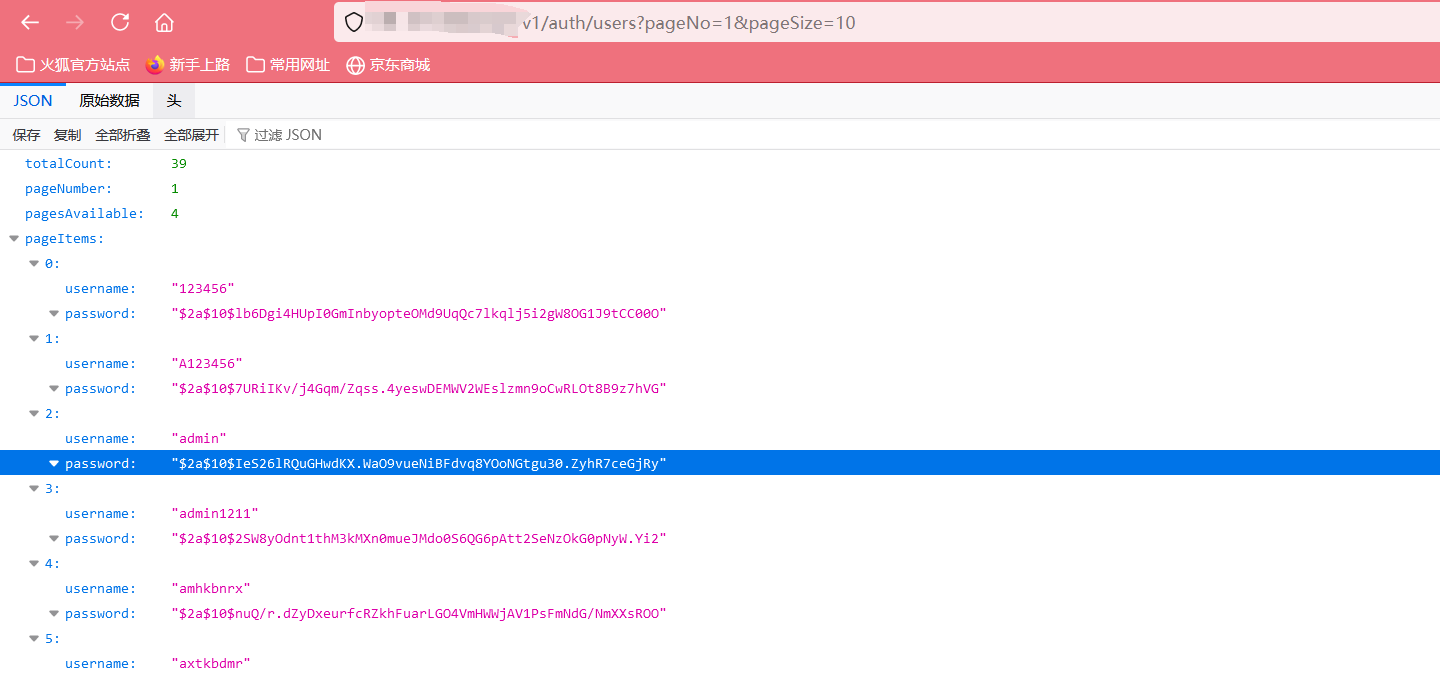 v1/auth/users?pageNo=1&pageSize=10
火狐官方站点 新手上路 常用网址 京东商城
JSON 原始数据 头
保存 复制 全部折叠 全部展开 过滤 JSON
totalCount: 39
pageNumber: 1
pagesAvailable: 4
pageItems:
0:
username: "123456"
password: "$2a$10$lb6Dgi4HUpI0GmInbyopteOMd9UqQc7lkqlj5i2gW8OG1J9tCC00O"
1:
username: "A123456"
password: "$2a$10$7URiIKv/j4Gqm/Zqss.4yeswDEMWV2WEslzmn9oCwRLOt8B9z7hVG"
2:
username: "admin"
password: "$2a$10$IeS26lRQuGHwdKX.WaO9vueNiBFdvq8YOoNGtgu30.ZyhR7ceGjRy"
3:
username: "admin1211"
password: "$2a$10$2SW8yOdnt1thM3kMXn0mueJMdo0S6QG6pAtt2SeNzOkG0pNyW.Yi2"
4:
username: "amhkbnrx"
password: "$2a$10$nuQ/r.dZyDxeurfcRZkhFuarLGO4VmHWWjAV1PsFmNdG/NmXXsROO"
5:
username: "axtkbdmr"